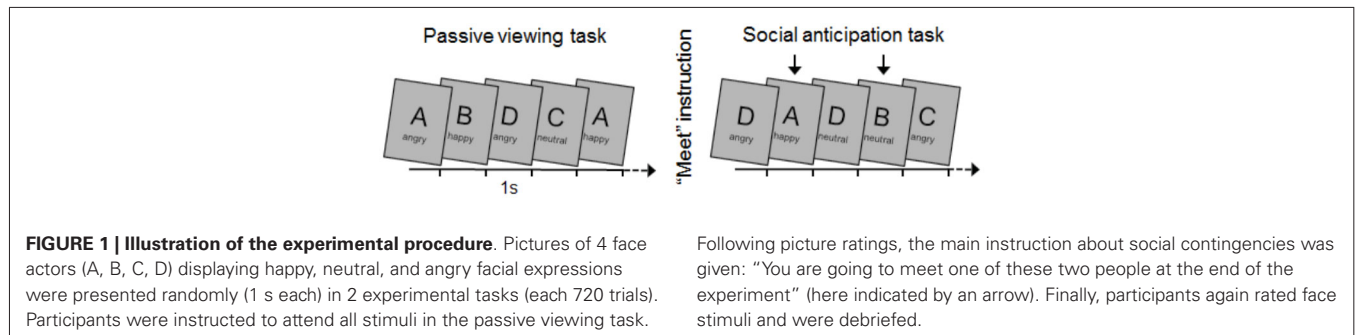 Passive viewing task
A
angry
B
happy
D
angry
C
neutral
A
happy
1s
"Meet" instruction
Social anticipation task
D
angry
A
happy
D
neutral
B
neutral
C
angry
FIGURE 1 | Illustration of the experimental procedure. Pictures of 4 face
actors (A, B, C, D) displaying happy, neutral, and angry facial expressions
were presented randomly (1 s each) in 2 experimental tasks (each 720 trials).
Participants were instructed to attend all stimuli in the passive viewing task.
Following picture ratings, the main instruction about social contingencies was
given: “You are going to meet one of these two people at the end of the
experiment” (here indicated by an arrow). Finally, participants again rated face
stimuli and were debriefed.